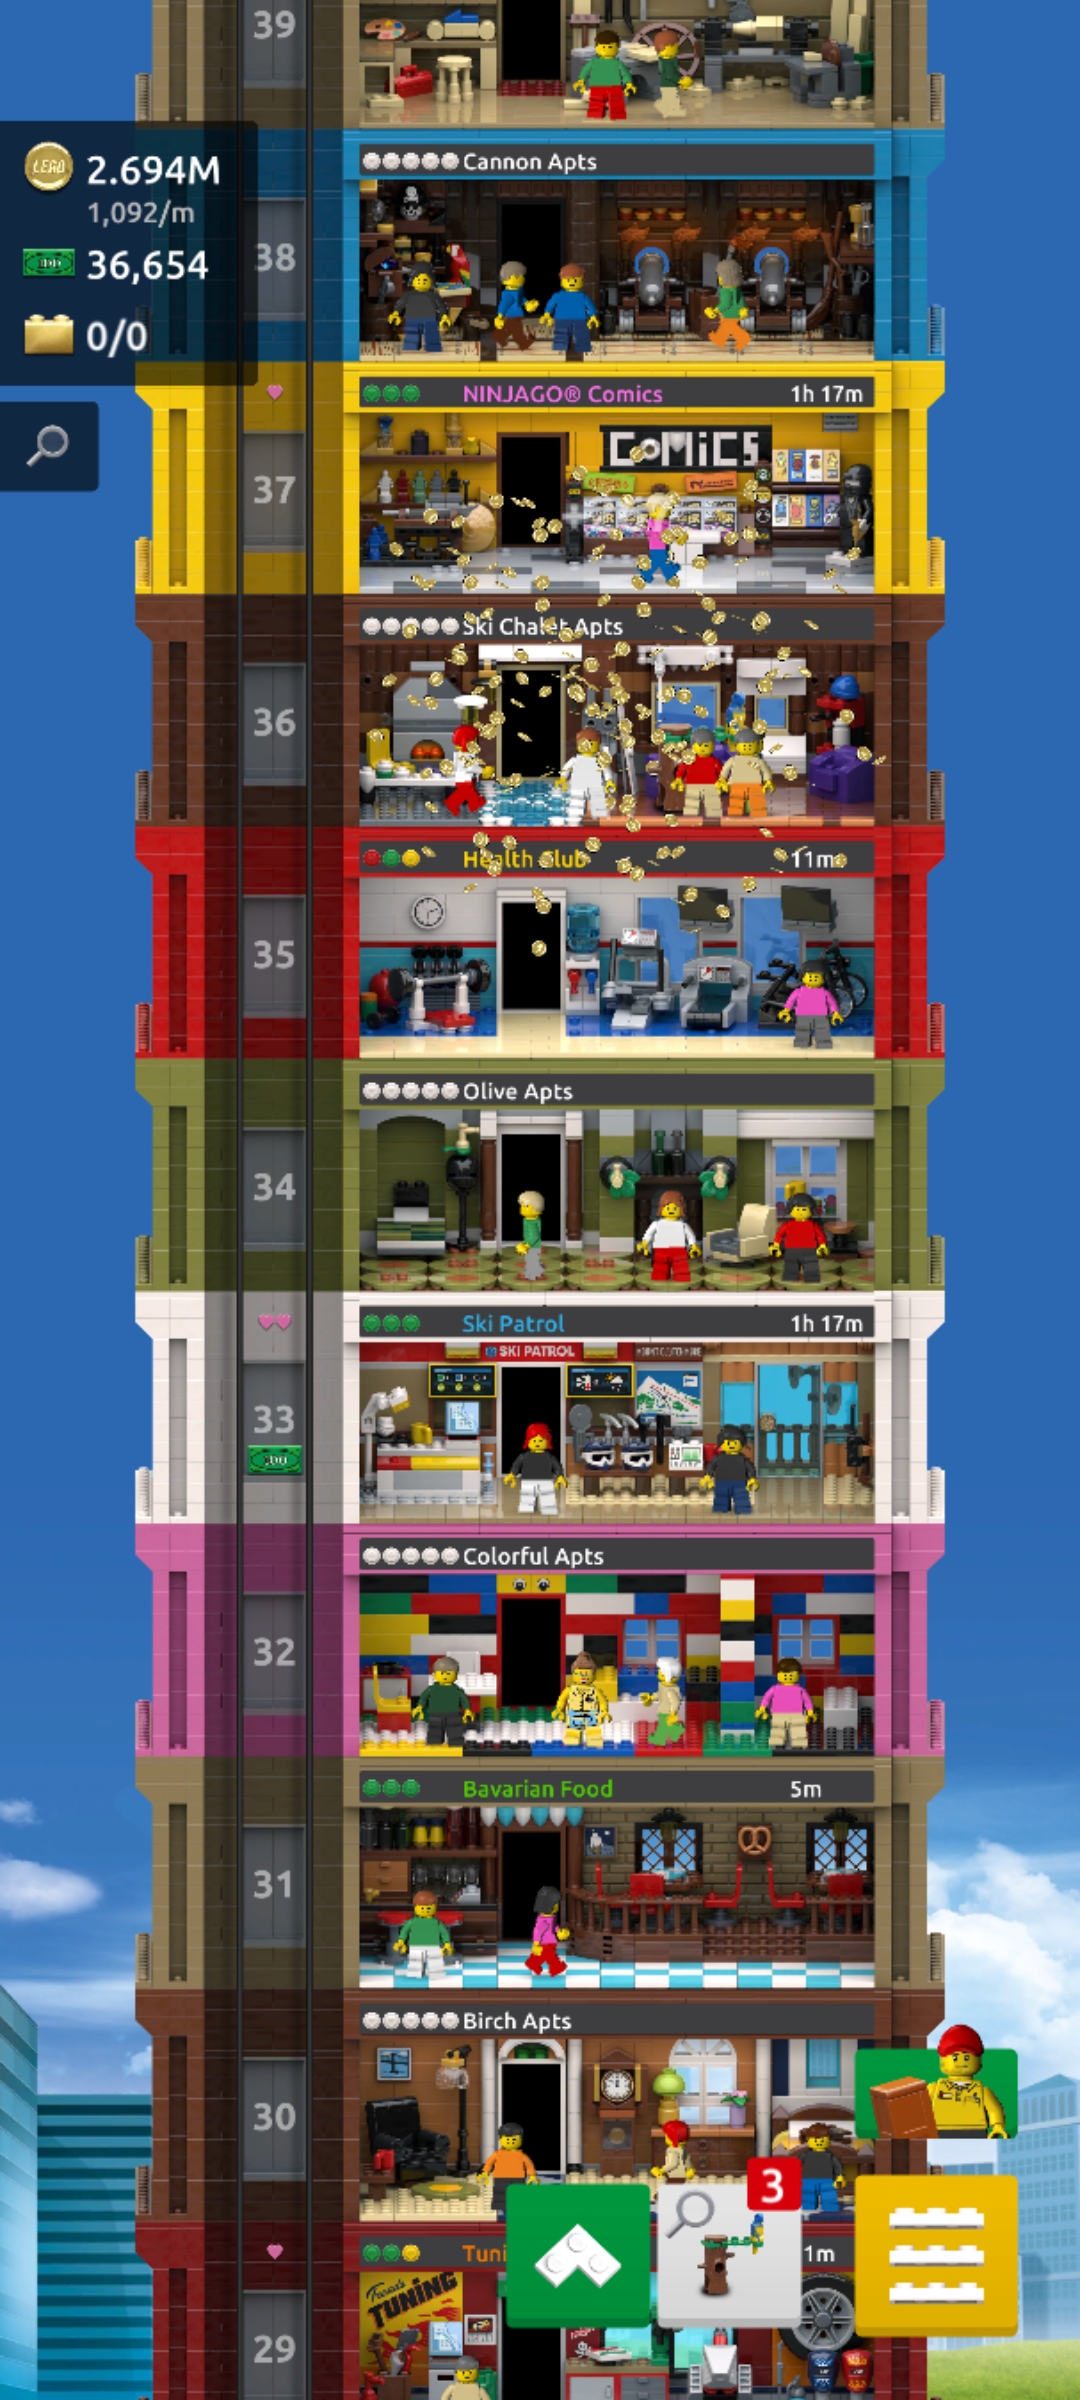 39
LEGO
2.694M
1,092/m
36,654
0/0
Cannon Apts
38
NINJAGO® Comics 1h 17m
COMiCS
37
Ski Chalet Apts
36
Health Club 11m
35
Olive Apts
34
Ski Patrol 1h 17m
SKI PATROL
33
Colorful Apts
32
Bavarian Food 5m
31
Birch Apts
30
3
Tuni 1m
TUNING
29